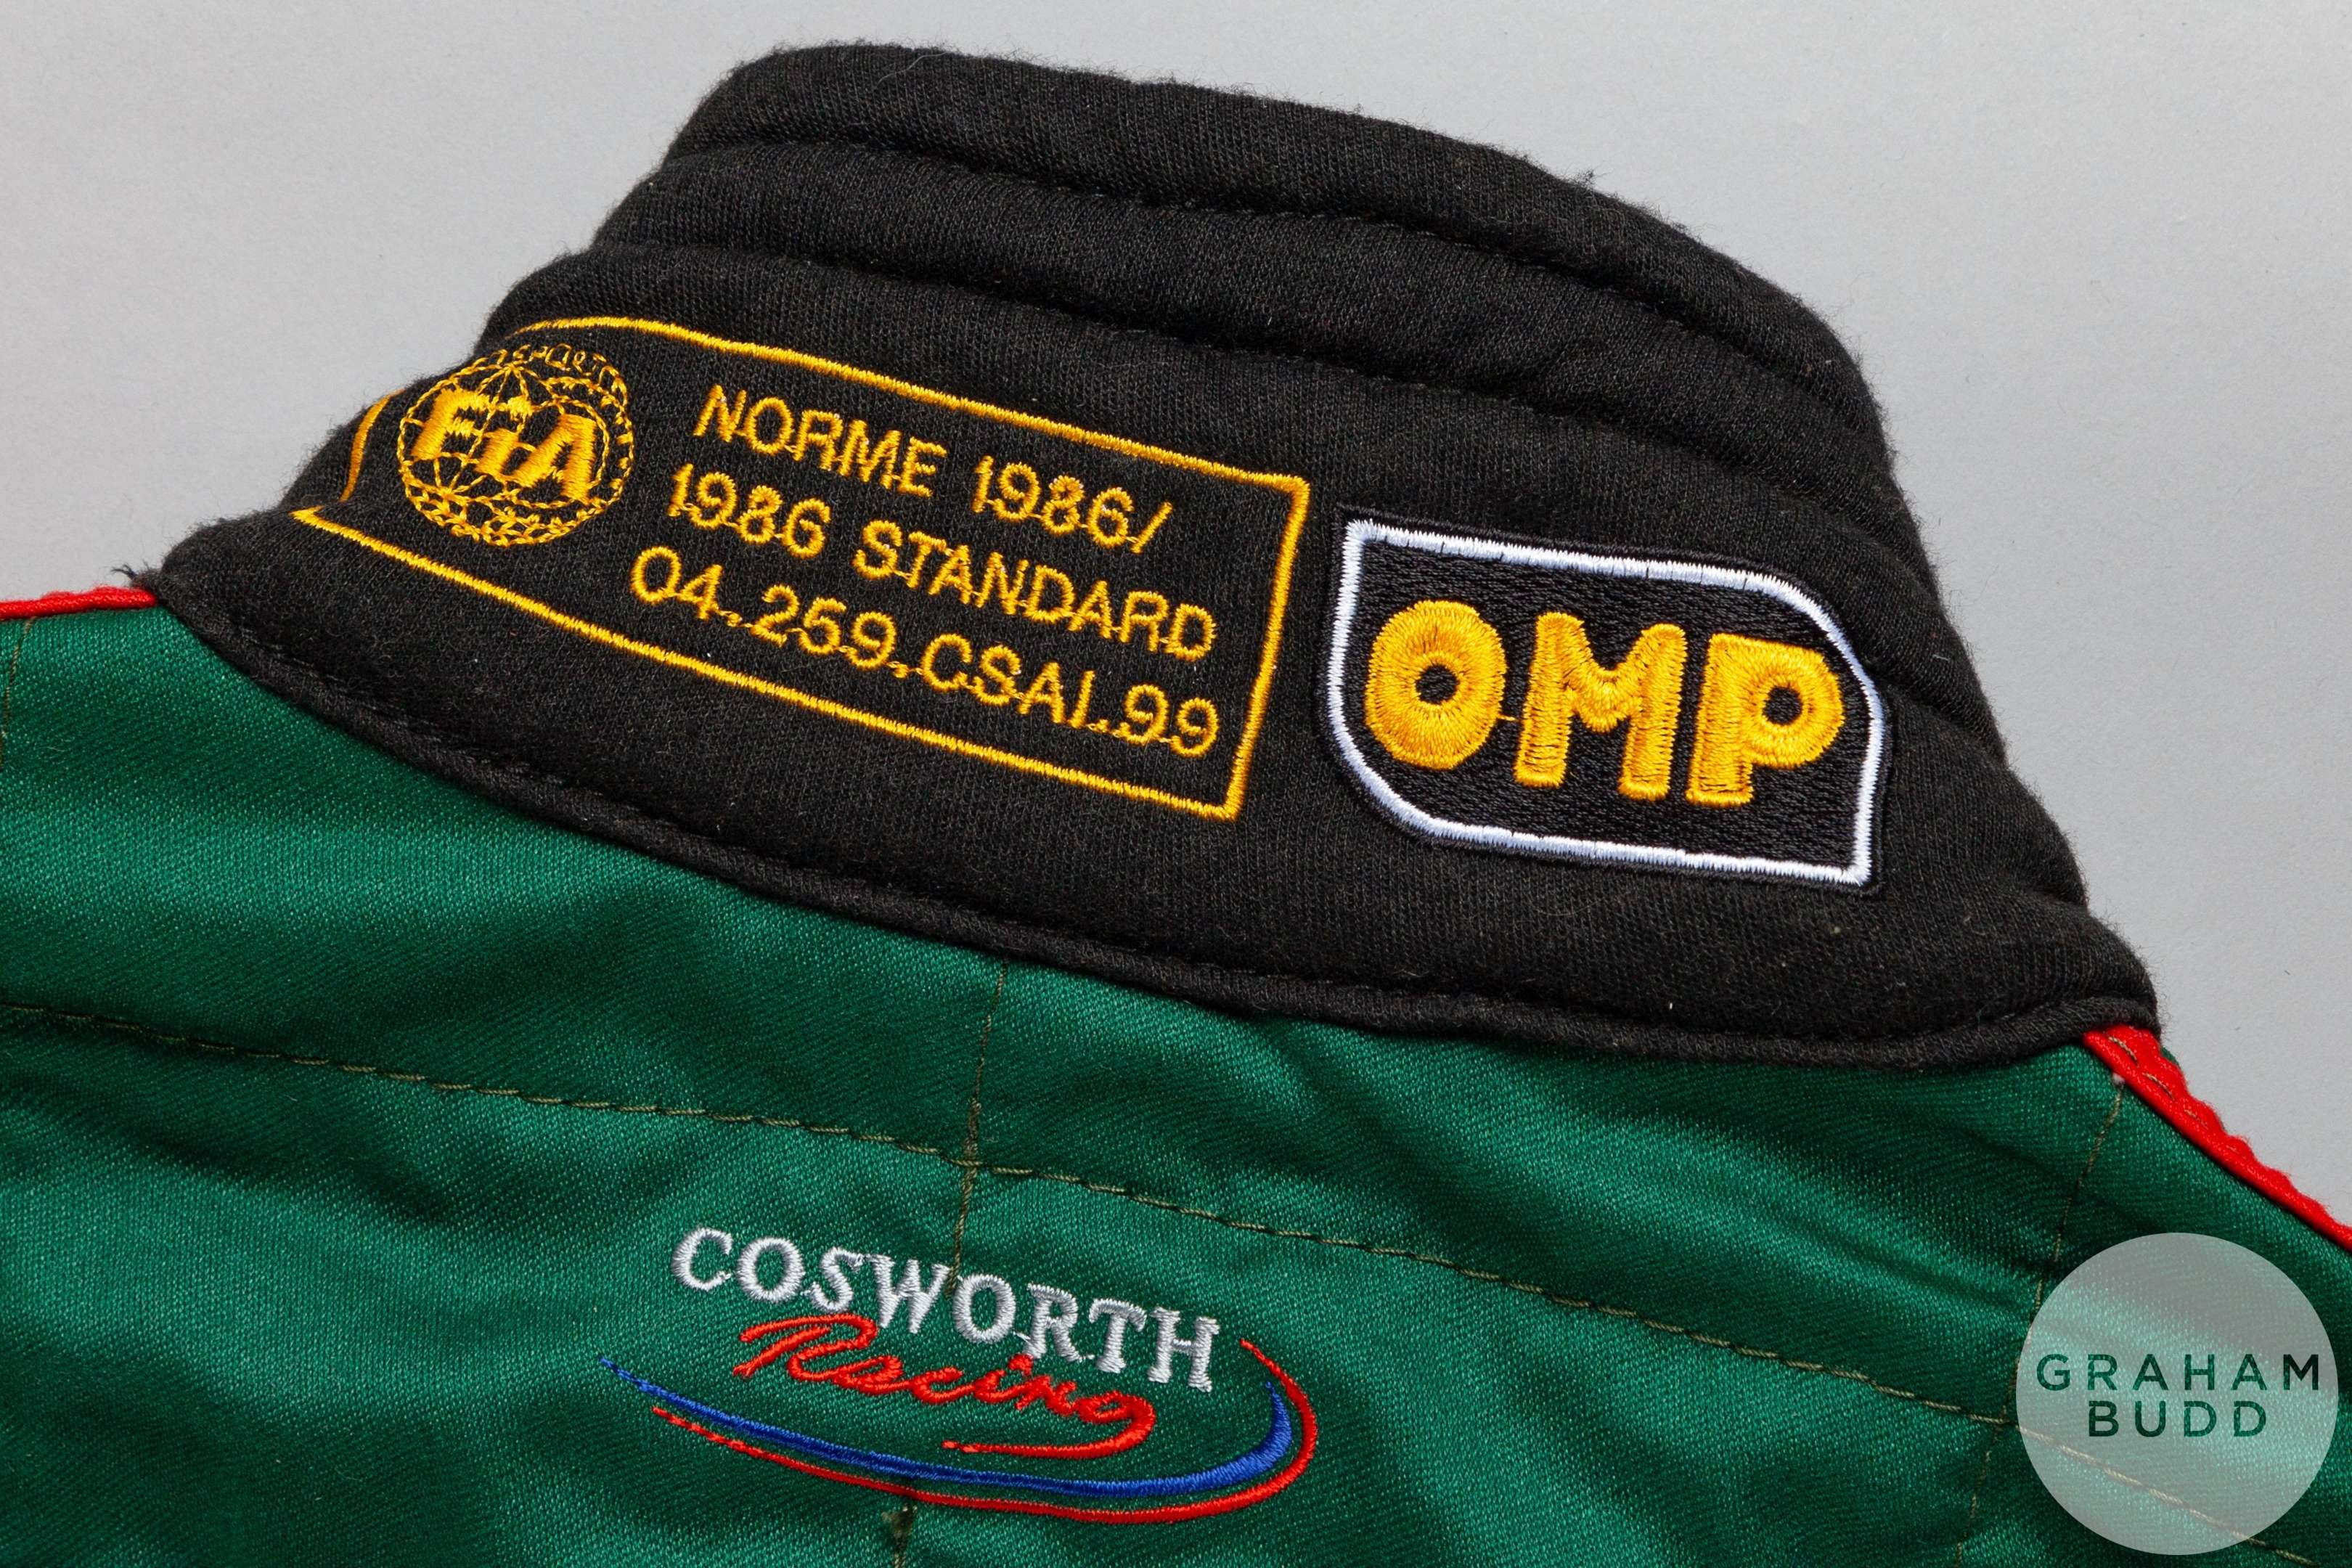 FIA
NORME 1986/
1986 STANDARD
04.259.CSAI.99
OMP
COSWORTH
Racing
GRAHAM
BUDD